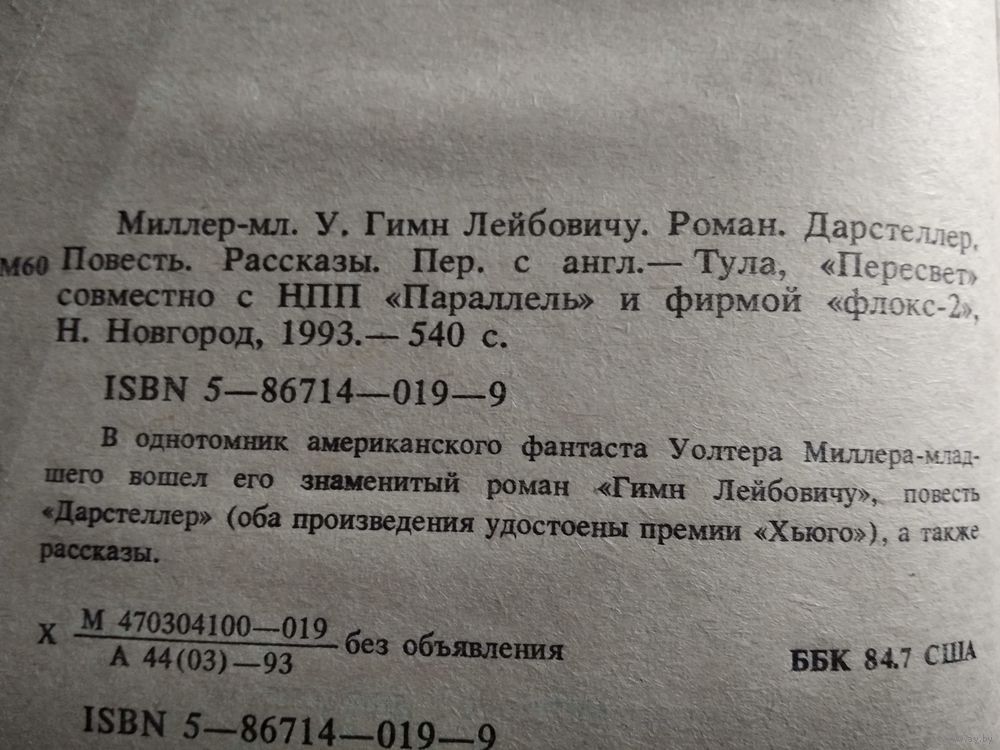 Миллер-мл. У. Гимн Лейбовичу. Роман. Дарстеллер,
М60 Повесть. Рассказы. Пер. с англ.— Тула, «Пересвет»
совместно с НПП «Параллель» и фирмой «флокс-2»,
Н. Новгород, 1993.— 540 с.
ISBN 5—86714—019—9
В однотомник американского фантаста Уолтера Миллера-млад-
шего вошел его знаменитый роман «Гимн Лейбовичу», повесть
«Дарстеллер» (оба произведения удостоены премии «Хьюго»), а также
рассказы.
Х М 470304100—019 без объявления
А 44(03)—93
ББК 84.7 США
ISBN 5—86714—019—9